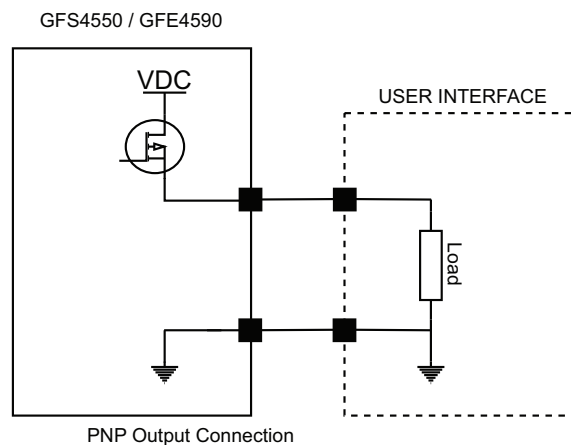 GFS4550 / GFE4590
VDC
USER INTERFACE
Load
PNP Output Connection